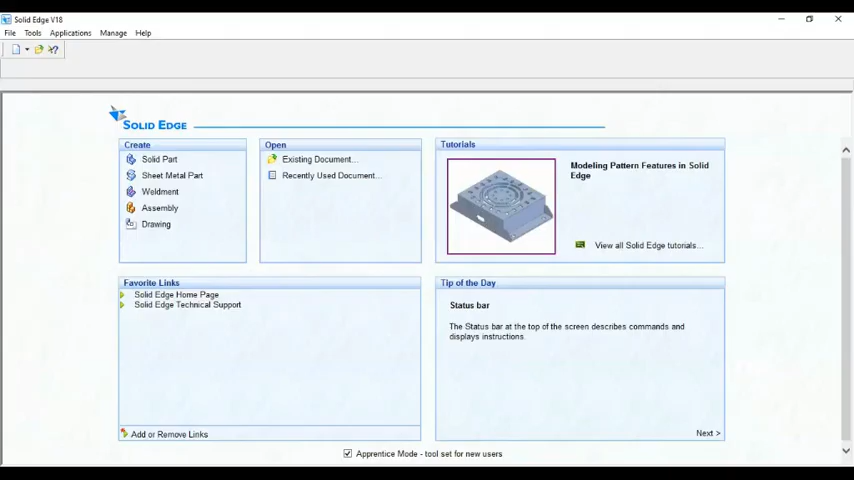 Solid Edge V18
File Tools Applications Manage Help
SOLID EDGE
Create
Solid Part
Sheet Metal Part
Weldment
Assembly
Drawing
Open
Existing Document...
Recently Used Document...
Tutorials
Modeling Pattern Features in Solid
Edge
View all Solid Edge tutorials...
Favorite Links
Solid Edge Home Page
Solid Edge Technical Support
Add or Remove Links
Tip of the Day
Status bar
The Status bar at the top of the screen describes commands and
displays instructions.
Next >
Apprentice Mode - tool set for new users